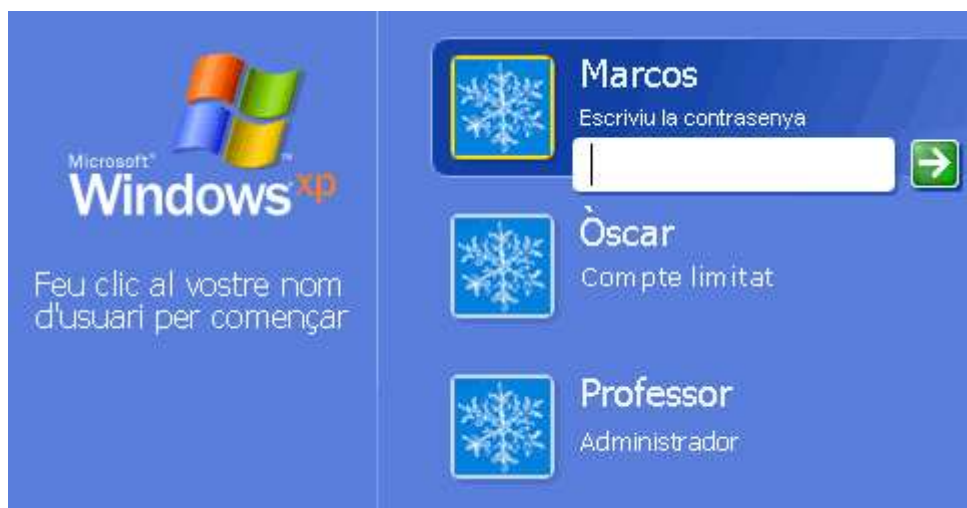 Microsoft®
Windows xp
Feu clic al vostre nom
d'usuari per començar
Marcos
Escriviu la contrasenya
Òscar
Compte limitat
Professor
Administrador